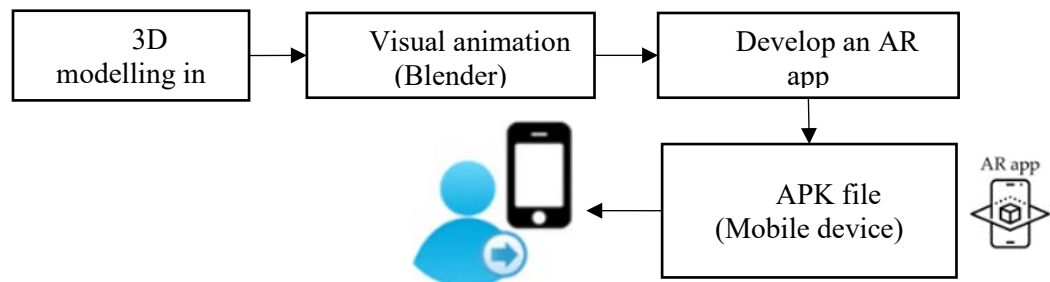 3D
modelling in
Visual animation
(Blender)
Develop an AR
app
APK file
(Mobile device)
AR app